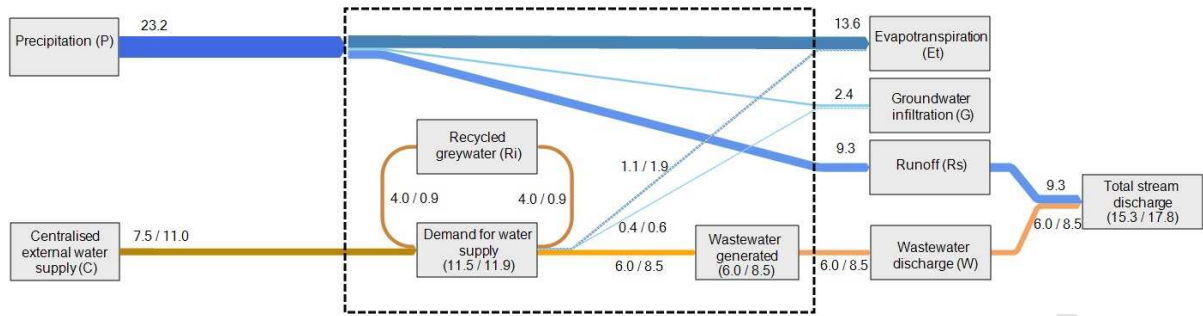 Precipitation (P)
23.2
13.6
Evapotranspiration
(Et)
2.4
Groundwater
infiltration (G)
Recycled
greywater (Ri)
1.1 / 1.9
9.3
Runoff (Rs)
4.0 / 0.9
4.0 / 0.9
9.3
Total stream
discharge
(15.3 / 17.8)
Centralised
external water
supply (C)
7.5 / 11.0
Demand for water
supply
(11.5 / 11.9)
0.4 / 0.6
6.0 / 8.5
Wastewater
generated
(6.0 / 8.5)
6.0 / 8.5
Wastewater
discharge (W)
6.0 / 8.5